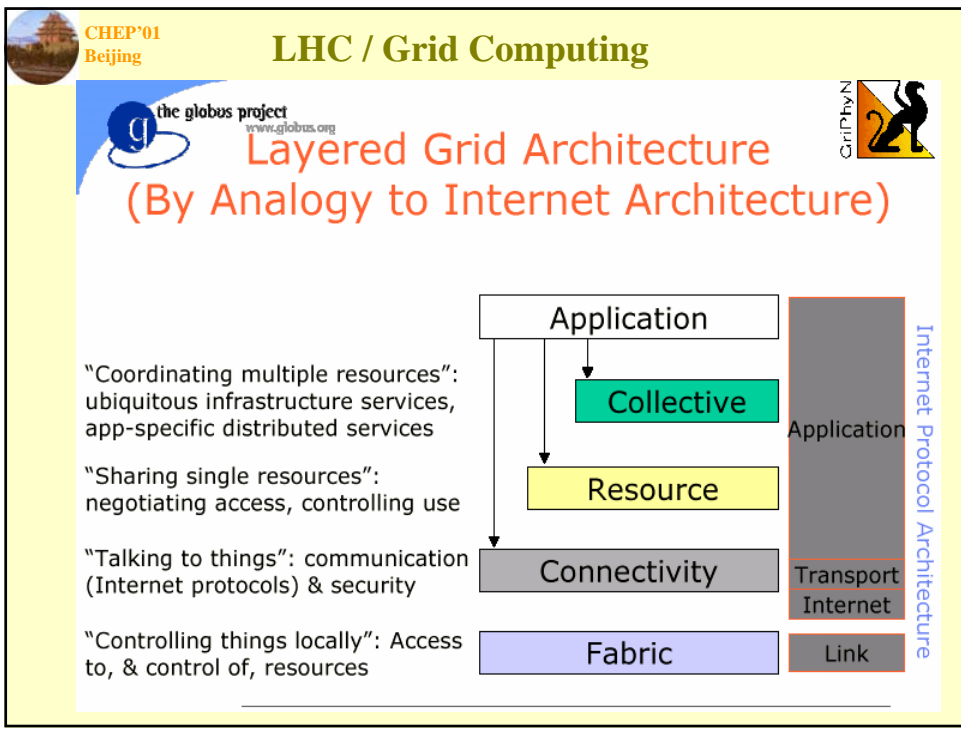 CHEP’01
Beijing
LHC / Grid Computing
the globus project
www.globus.org
g
GriPhyN
Layered Grid Architecture
(By Analogy to Internet Architecture)
Application
“Coordinating multiple resources”:
ubiquitous infrastructure services,
app-specific distributed services
Collective
“Sharing single resources”:
negotiating access, controlling use
Resource
“Talking to things”: communication
(Internet protocols) & security
Connectivity
“Controlling things locally”: Access
to, & control of, resources
Fabric
Application
Transport
Internet
Link
Internet Protocol Architecture